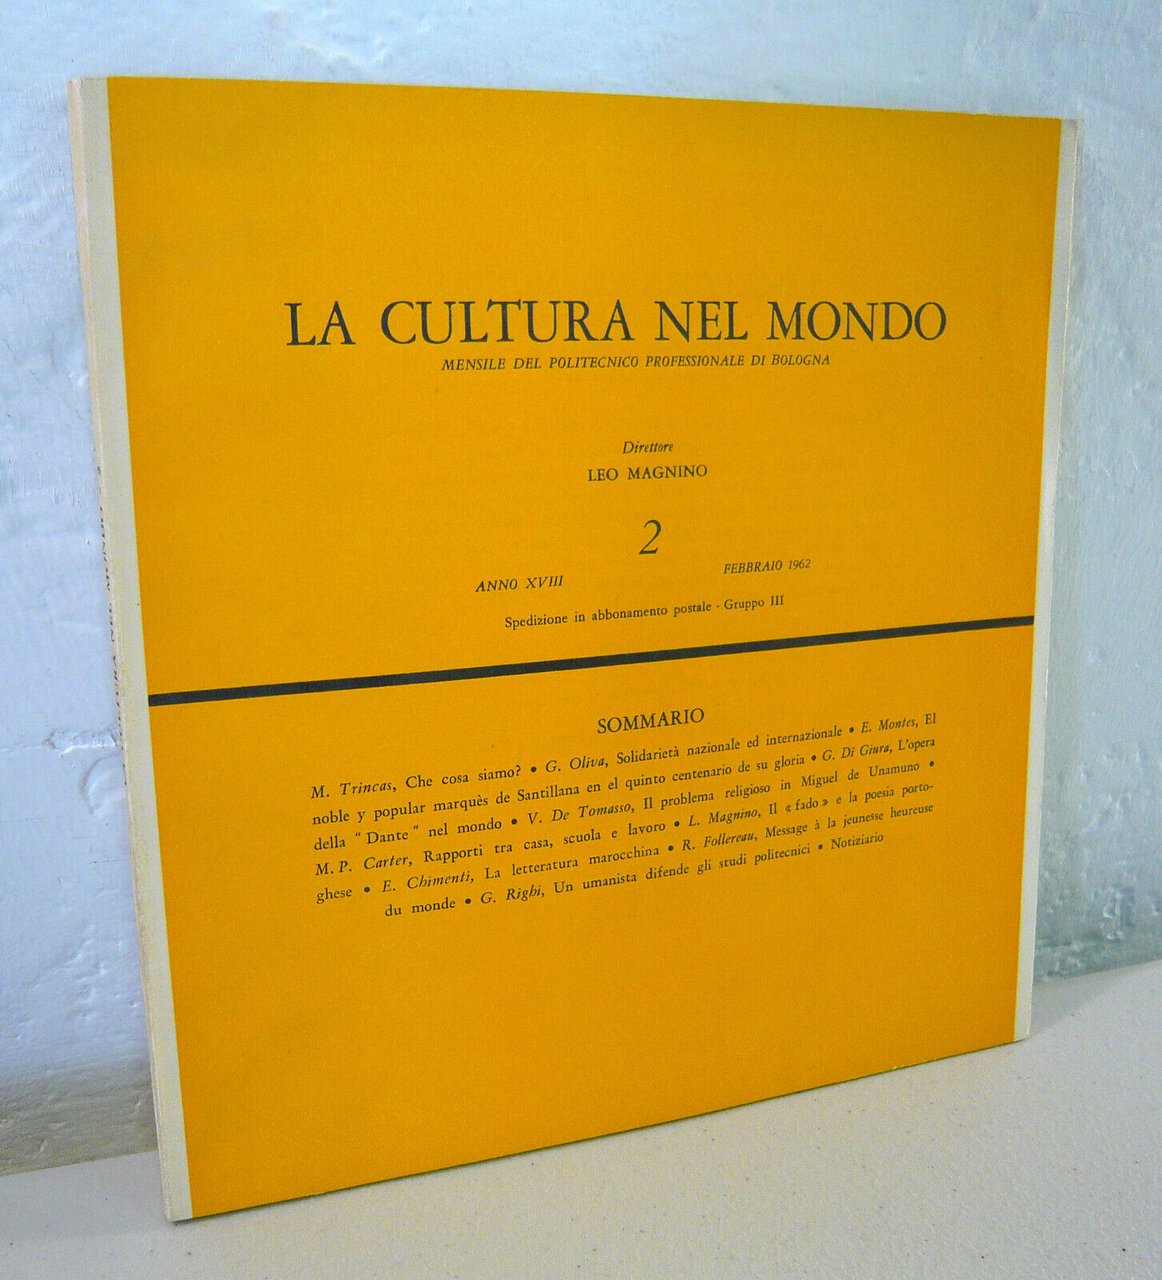 LA CULTURA NEL MONDO
MENSILE DEL POLITECNICO PROFESSIONALE DI BOLOGNA
Direttore
LEO MAGNINO
2
ANNO XVIII FEBBRAIO 1962
Spedizione in abbonamento postale - Gruppo III
SOMMARIO
M. Trincas, Che cosa siamo? • G. Oliva, Solidarietà nazionale ed internazionale • E. Montes, El
noble y popular marquès de Santillana en el quinto centenario de su gloria • G. Di Giura, L'opera
della "Dante" nel mondo • V. De Tomasso, Il problema religioso in Miguel de Unamuno •
M. P. Carter, Rapporti tra casa, scuola e lavoro • L. Magnino, Il «fado» e la poesia porto-
ghese • E. Chimenti, La letteratura marocchina • R. Follereau, Message à la jeunesse heureuse
du monde • G. Righi, Un umanista difende gli studi politecnici • Notiziario